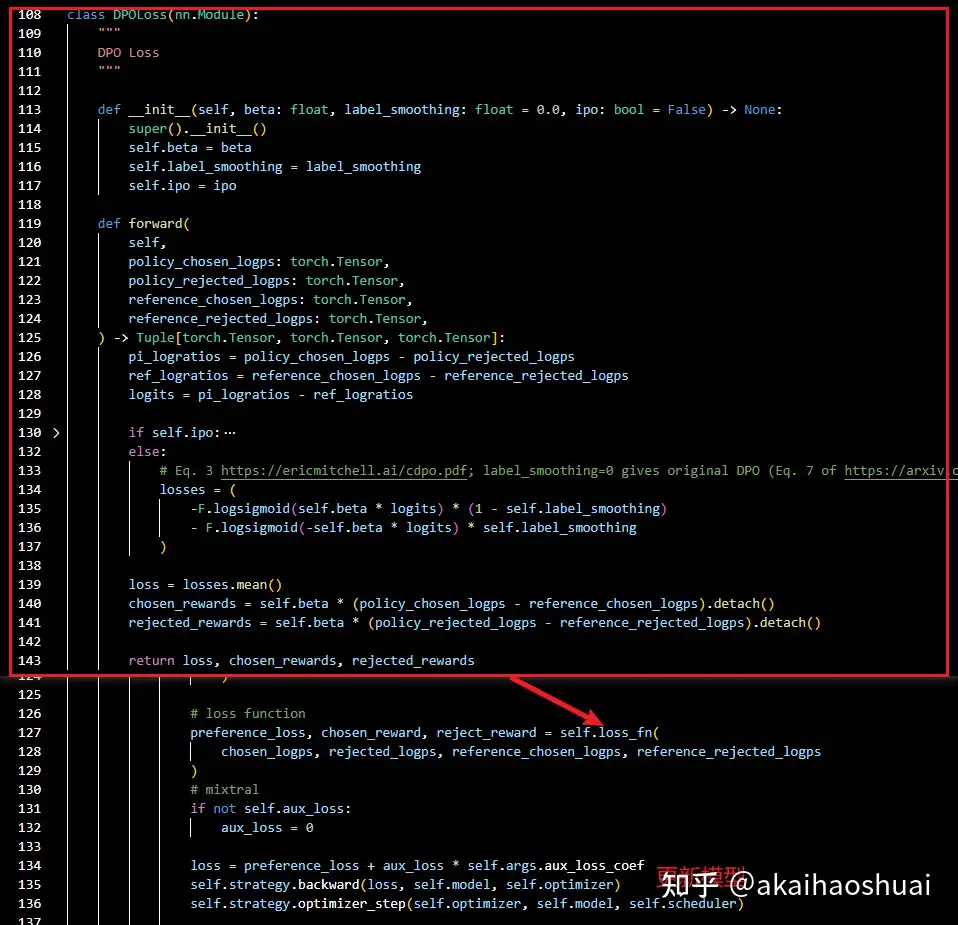 108 class DPOLoss(nn.Module):
109 """
110 DPO Loss
111 """
112
113 def __init__(self, beta: float, label_smoothing: float = 0.0, ipo: bool = False) -> None:
114 super().__init__()
115 self.beta = beta
116 self.label_smoothing = label_smoothing
117 self.ipo = ipo
118
119 def forward(
120 self,
121 policy_chosen_logps: torch.Tensor,
122 policy_rejected_logps: torch.Tensor,
123 reference_chosen_logps: torch.Tensor,
124 reference_rejected_logps: torch.Tensor,
125 ) -> Tuple[torch.Tensor, torch.Tensor, torch.Tensor]:
126 pi_logratios = policy_chosen_logps - policy_rejected_logps
127 ref_logratios = reference_chosen_logps - reference_rejected_logps
128 logits = pi_logratios - ref_logratios
129
130 > if self.ipo:…
132 else:
133 # Eq. 3 https://ericmitchell.ai/cdpo.pdf; label_smoothing=0 gives original DPO (Eq. 7 of https://arxiv.o
134 losses = (
135 -F.logsigmoid(self.beta * logits) * (1 - self.label_smoothing)
136 - F.logsigmoid(-self.beta * logits) * self.label_smoothing
137 )
138
139 loss = losses.mean()
140 chosen_rewards = self.beta * (policy_chosen_logps - reference_chosen_logps).detach()
141 rejected_rewards = self.beta * (policy_rejected_logps - reference_rejected_logps).detach()
142
143 return loss, chosen_rewards, rejected_rewards
124 )
125
126 # loss function
127 preference_loss, chosen_reward, reject_reward = self.loss_fn(
128 chosen_logps, rejected_logps, reference_chosen_logps, reference_rejected_logps
129 )
130 # mixtral
131 if not self.aux_loss:
132 aux_loss = 0
133
134 loss = preference_loss + aux_loss * self.args.aux_loss_coef 更新模型
135 self.strategy.backward(loss, self.model, self.optimizer)
知乎 @akaihaoshuai
136 self.strategy.optimizer_step(self.optimizer, self.model, self.scheduler)
137